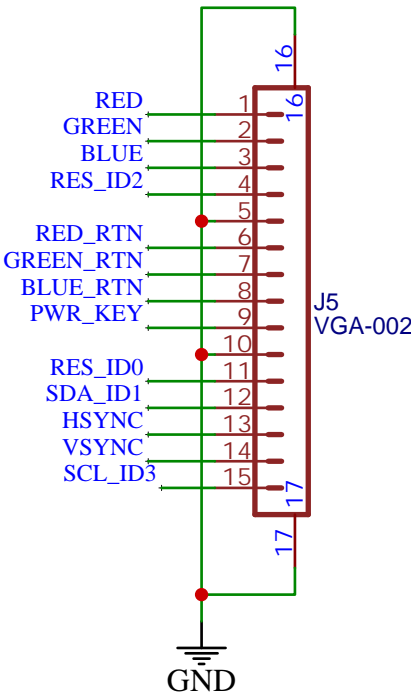 16
16
RED 1
GREEN 2
BLUE 3
RES_ID2 4
5
RED_RTN 6
GREEN_RTN 7
BLUE_RTN 8
PWR_KEY 9
10
RES_ID0 11
SDA_ID1 12
HSYNC 13
VSYNC 14
SCL_ID3 15
J5
VGA-002
17
17
GND